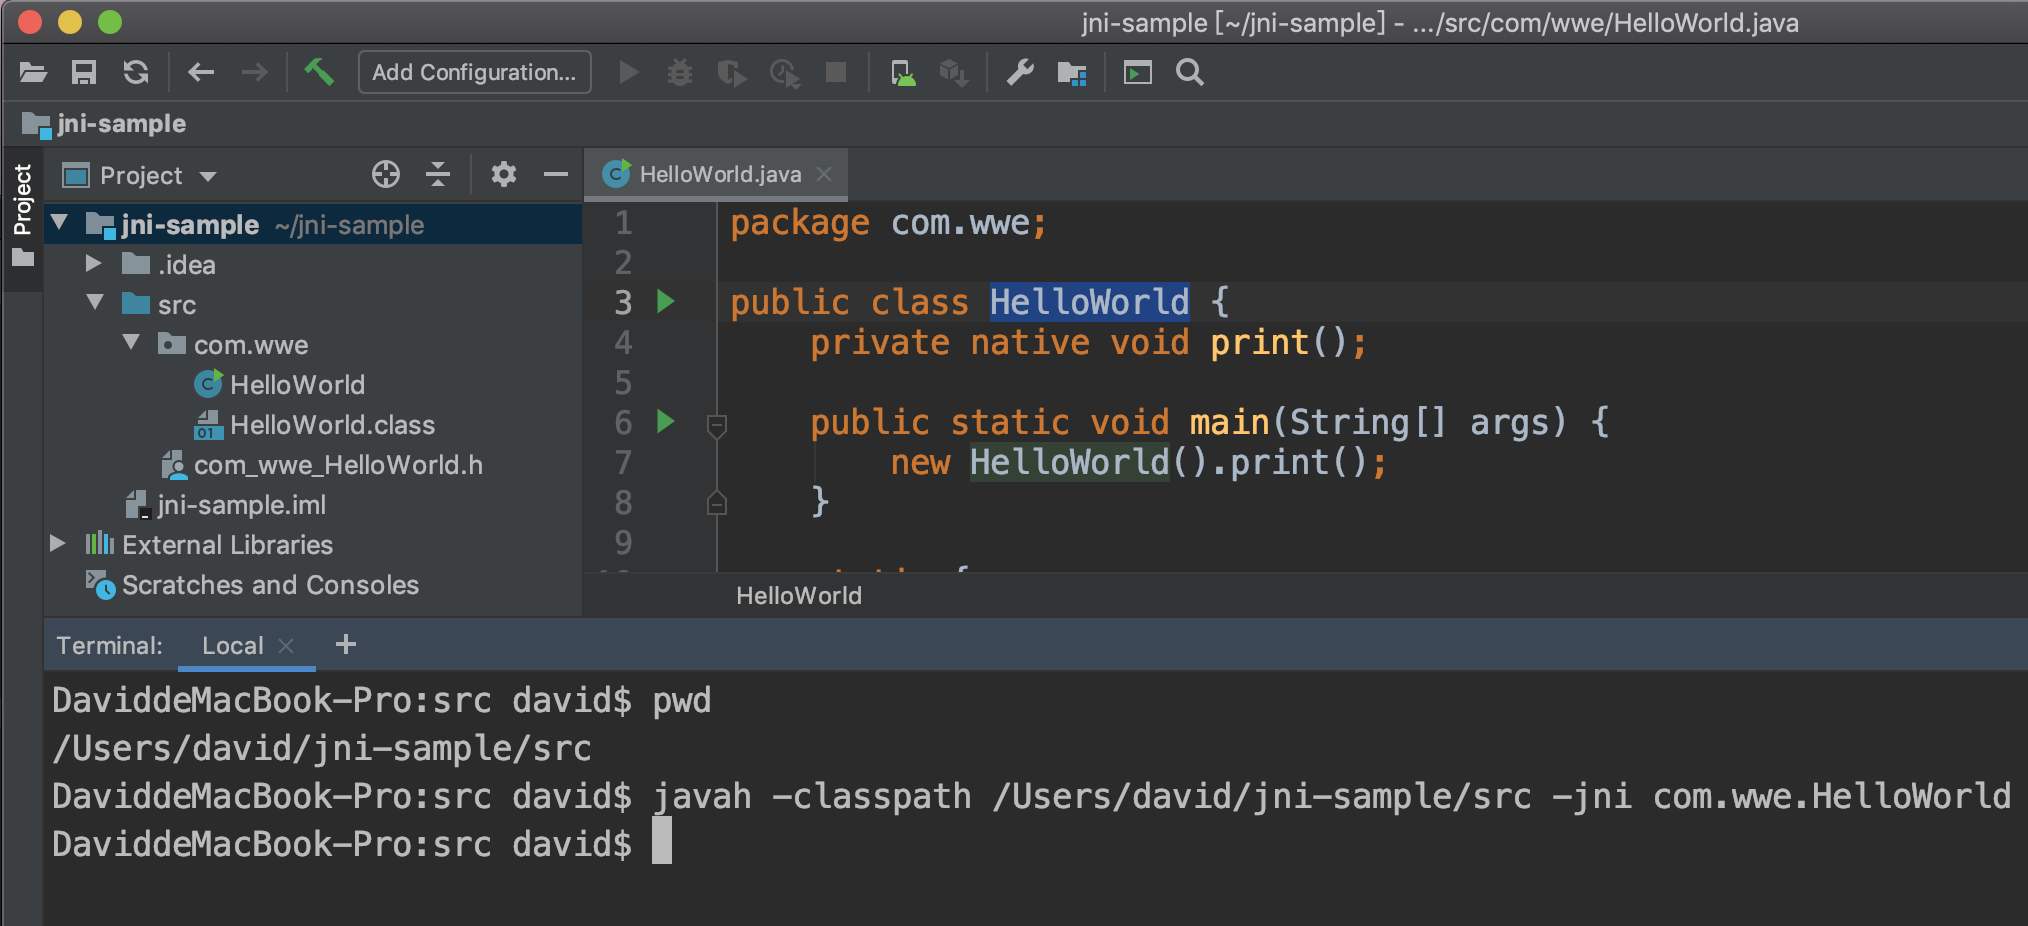 jni-sample [~/jni-sample] - .../src/com/wwe/HelloWorld.java
Add Configuration...
jni-sample
Project
Project
HelloWorld.java
jni-sample ~/jni-sample
.idea
src
com.wwe
HelloWorld
HelloWorld.class
com_wwe_HelloWorld.h
jni-sample.iml
External Libraries
Scratches and Consoles
1 package com.wwe;
2
3 public class HelloWorld {
4 private native void print();
5
6 public static void main(String[] args) {
7 new HelloWorld().print();
8 }
9
HelloWorld
Terminal: Local +
DaviddeMacBook-Pro:src david$ pwd
/Users/david/jni-sample/src
DaviddeMacBook-Pro:src david$ javah -classpath /Users/david/jni-sample/src -jni com.wwe.HelloWorld
DaviddeMacBook-Pro:src david$